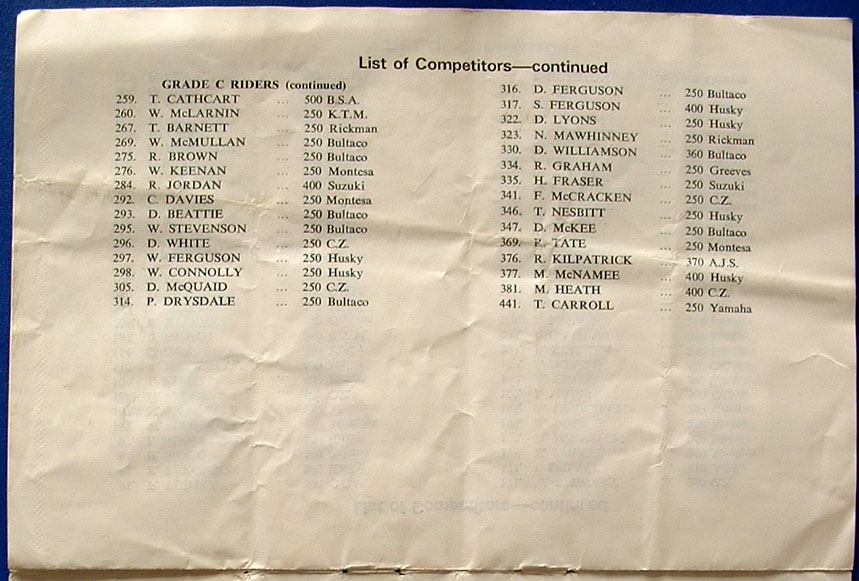 List of Competitors—continued
GRADE C RIDERS (continued)
259. T. CATHCART ... 500 B.S.A.
260. W. McLARNIN ... 250 K.T.M.
267. T. BARNETT ... 250 Rickman
269. W. McMULLAN ... 250 Bultaco
275. R. BROWN ... 250 Bultaco
276. W. KEENAN ... 250 Montesa
284. R. JORDAN ... 400 Suzuki
292. C. DAVIES ... 250 Montesa
293. D. BEATTIE ... 250 Bultaco
295. W. STEVENSON ... 250 Bultaco
296. D. WHITE ... 250 C.Z.
297. W. FERGUSON ... 250 Husky
298. W. CONNOLLY ... 250 Husky
305. D. McQUAID ... 250 C.Z.
314. P. DRYSDALE ... 250 Bultaco
316. D. FERGUSON ... 250 Bultaco
317. S. FERGUSON ... 400 Husky
322. D. LYONS ... 250 Husky
323. N. MAWHINNEY ... 250 Rickman
330. D. WILLIAMSON ... 360 Bultaco
334. R. GRAHAM ... 250 Greeves
335. H. FRASER ... 250 Suzuki
341. F. McCRACKEN ... 250 C.Z.
346. T. NESBITT ... 250 Husky
347. D. McKEE ... 250 Bultaco
369. R. TATE ... 250 Montesa
376. R. KILPATRICK ... 370 A.J.S.
377. M. McNAMEE ... 400 Husky
381. M. HEATH ... 400 C.Z.
441. T. CARROLL ... 250 Yamaha